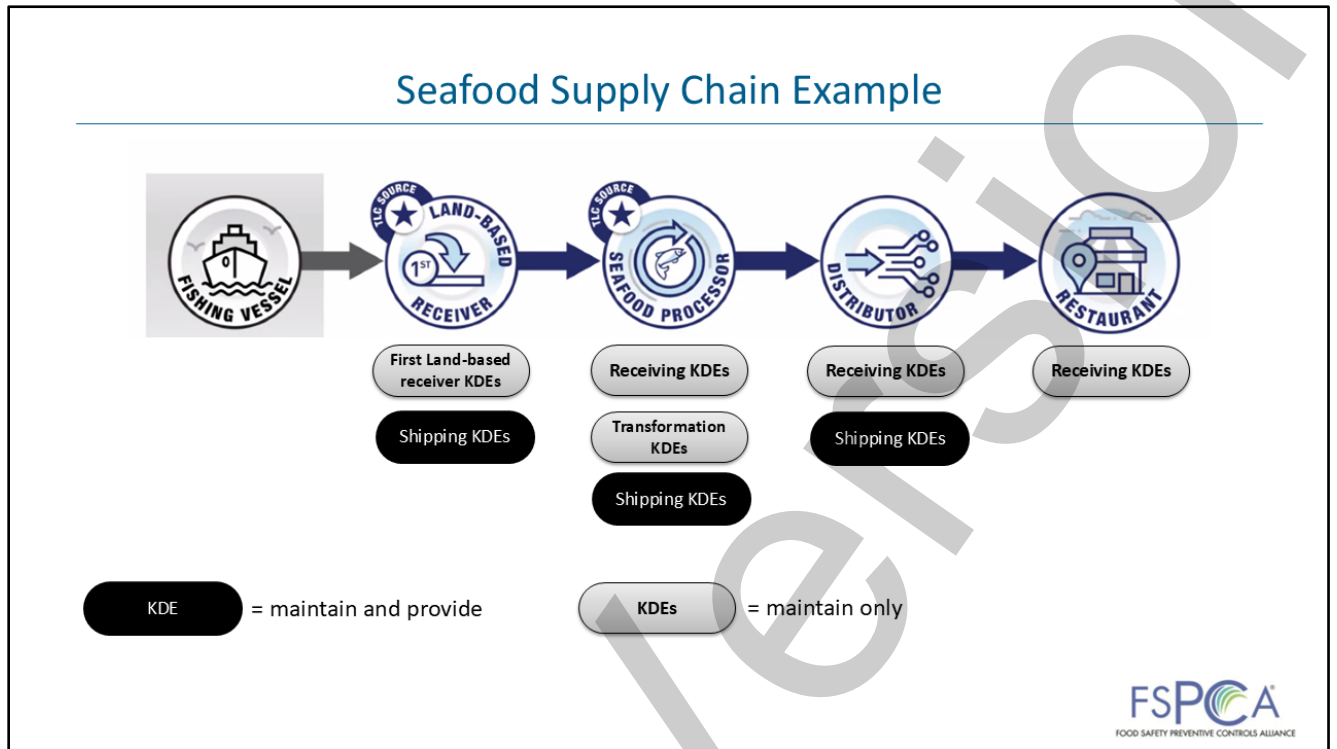 Seafood Supply Chain Example
FISHING VESSEL
TLC SOURCE
LAND-BASED
1ST
RECEIVER
TLC SOURCE
SEAFOOD PROCESSOR
DISTRIBUTOR
RESTAURANT
First Land-based
receiver KDEs
Shipping KDEs
Receiving KDEs
Transformation
KDEs
Shipping KDEs
Receiving KDEs
Shipping KDEs
Receiving KDEs
KDE
= maintain and provide
KDEs
= maintain only
FSPCA
FOOD SAFETY PREVENTIVE CONTROLS ALLIANCE
Version